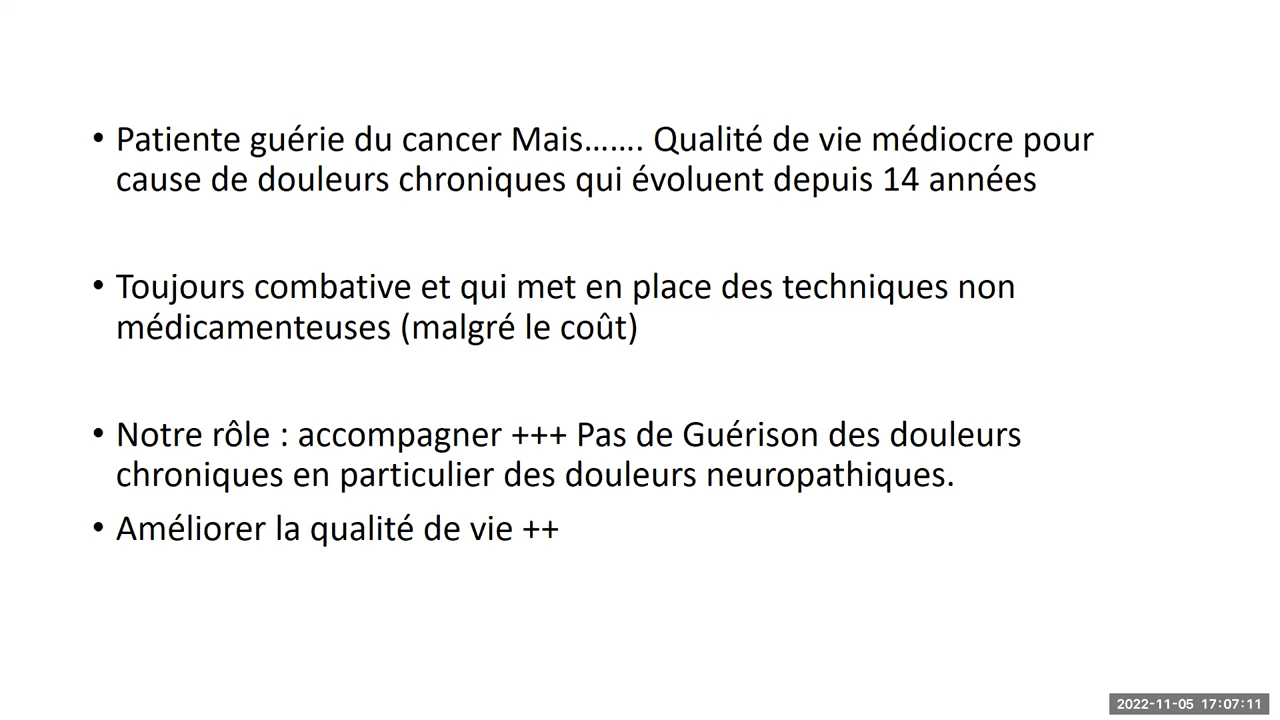 • Patiente guérie du cancer Mais……. Qualité de vie médiocre pour
cause de douleurs chroniques qui évoluent depuis 14 années
• Toujours combative et qui met en place des techniques non
médicamenteuses (malgré le coût)
• Notre rôle : accompagner +++ Pas de Guérison des douleurs
chroniques en particulier des douleurs neuropathiques.
• Améliorer la qualité de vie ++
2022-11-05 17:07:11